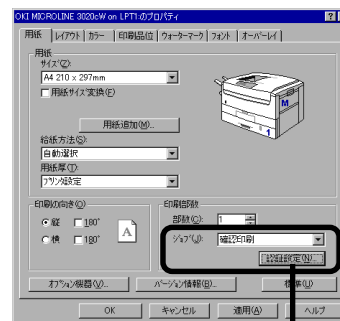 OKI MICROLINE 3020cW on LPT1:のプロパティ
用紙 レイアウト カラー 印刷品位 ウォーターマーク フォント オーバーレイ
用紙
サイズ(Z):
A4 210 x 297mm
用紙サイズ変換(F)
用紙追加(M)...
給紙方法(S):
自動選択
用紙厚(T):
プリンタ設定
M
1
印刷の向き(O)
縦 180°
横 180°
A
印刷部数
部数(C): 1
ジョブ(J): 確認印刷
認証設定(N)...
オプション機器(V)... バージョン情報(B)... 標準(U)
OK キャンセル 適用(A) ヘルプ